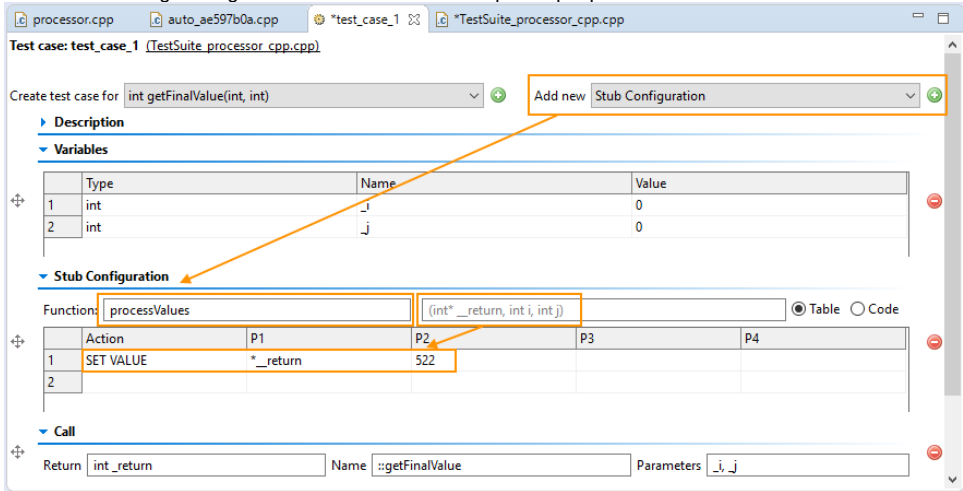 processor.cpp auto_ae597b0a.cpp *test_case_1 *TestSuite_processor_cpp.cpp
Test case: test_case_1 (TestSuite processor cpp.cpp)
Create test case for int getFinalValue(int, int) Add new Stub Configuration
Description
Variables
Type Name Value
1 int _i 0
2 int _j 0
Stub Configuration
Function: processValues (int* __return, int i, int j) Table Code
Action P1 P2 P3 P4
1 SET VALUE *__return 522
2
Call
Return int _return Name ::getFinalValue Parameters _i, _j